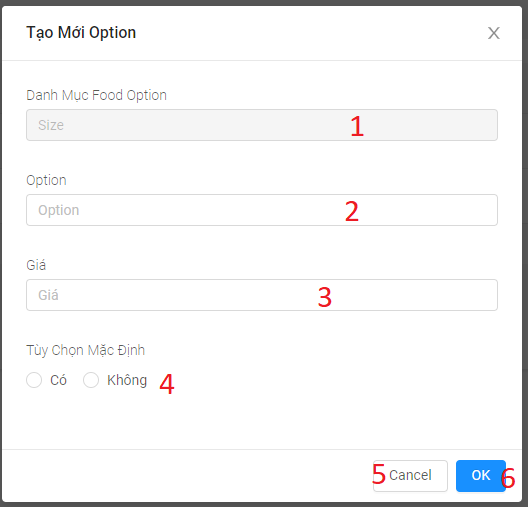 Tạo Mới Option
Danh Mục Food Option
Size 1
Option
Option 2
Giá
Giá 3
Tùy Chọn Mặc Định
Có Không 4
5 Cancel OK 6